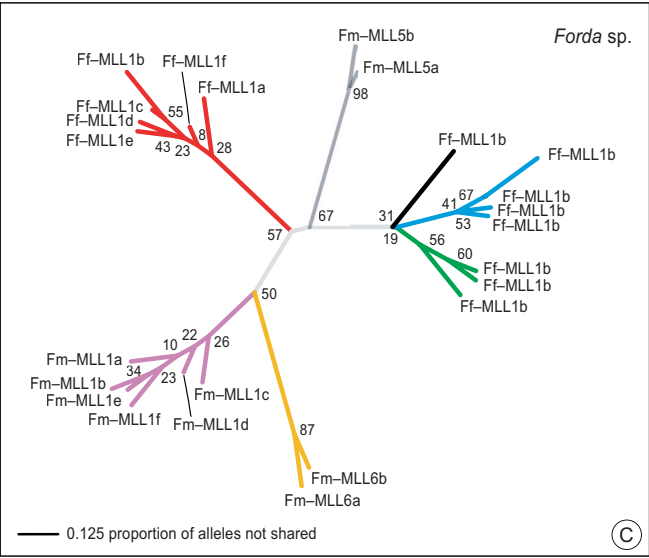 Forda sp.
Fm–MLL5b
Fm–MLL5a
98
Ff–MLL1b
Ff–MLL1f
Ff–MLL1a
Ff–MLL1c
Ff–MLL1d
Ff–MLL1e
55
8
43
23
28
Ff–MLL1b
Ff–MLL1b
67
41
Ff–MLL1b
Ff–MLL1b
Ff–MLL1b
53
57
67
31
19
56
60
Ff–MLL1b
Ff–MLL1b
Ff–MLL1b
50
22
26
10
34
23
Fm–MLL1a
Fm–MLL1b
Fm–MLL1e
Fm–MLL1f
Fm–MLL1c
Fm–MLL1d
87
Fm–MLL6b
Fm–MLL6a
0.125 proportion of alleles not shared
C